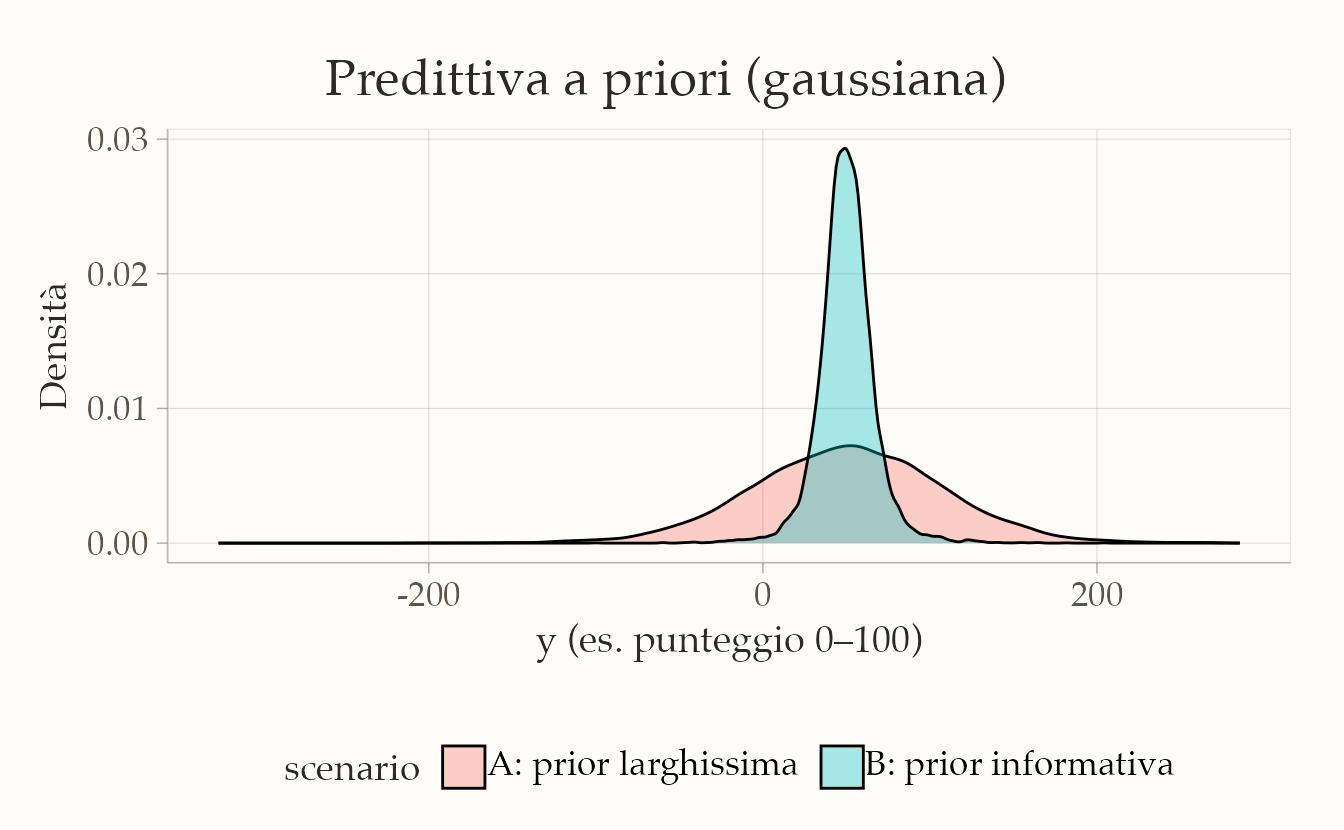 Predittiva a priori (gaussiana)
Densità
0.03
0.02
0.01
0.00
-200 0 200
y (es. punteggio 0–100)
scenario A: prior larghissima B: prior informativa